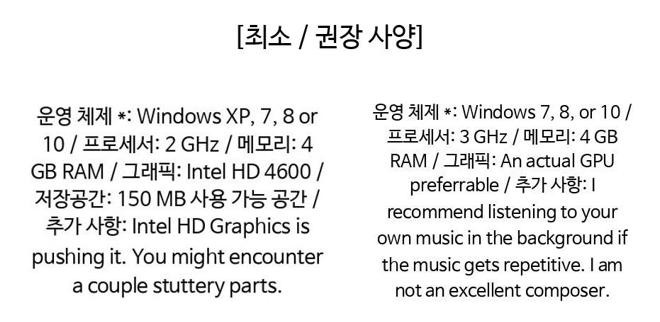 [최소 / 권장 사양]
운영 체제 *: Windows XP, 7, 8 or
10 / 프로세서: 2 GHz / 메모리: 4
GB RAM / 그래픽: Intel HD 4600 /
저장공간: 150 MB 사용 가능 공간 /
추가 사항: Intel HD Graphics is
pushing it. You might encounter
a couple stuttery parts.
운영 체제 *: Windows 7, 8, or 10 /
프로세서: 3 GHz / 메모리: 4 GB
RAM / 그래픽: An actual GPU
preferrable / 추가 사항: I
recommend listening to your
own music in the background if
the music gets repetitive. I am
not an excellent composer.